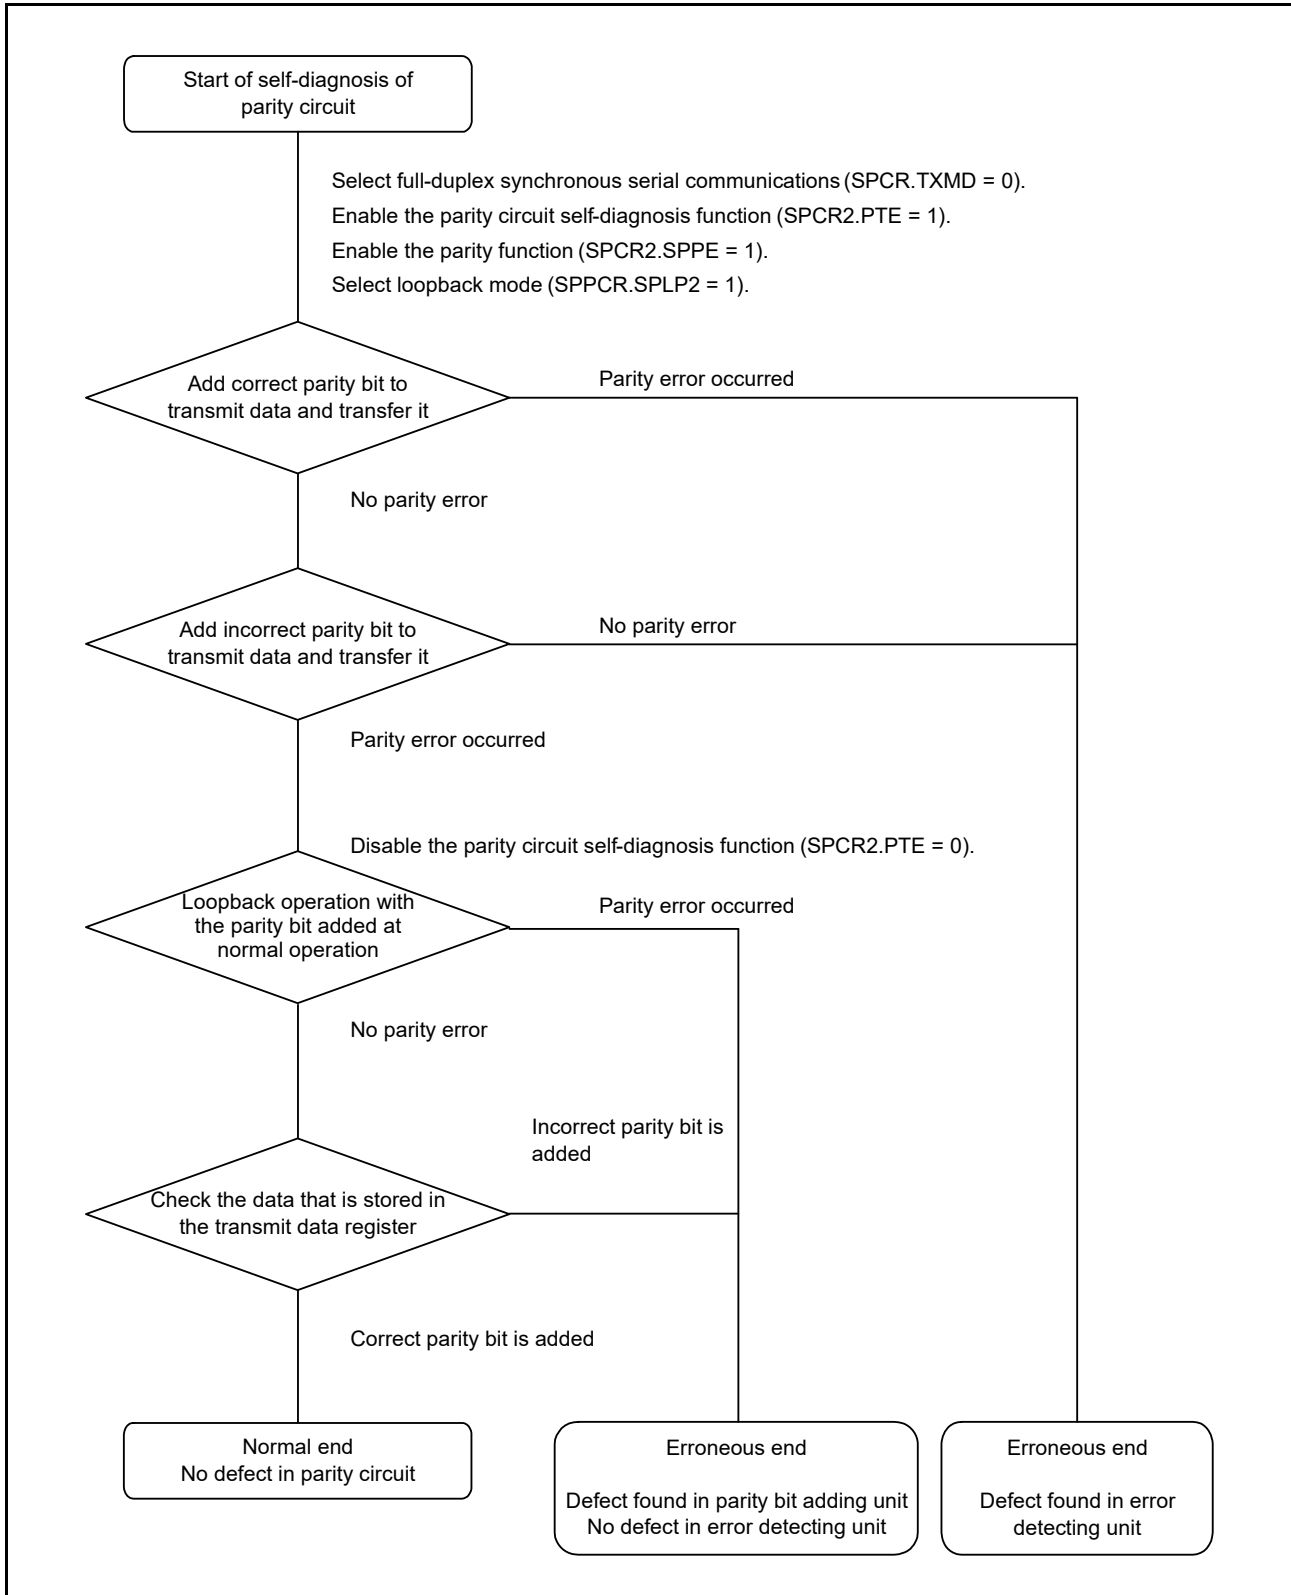 Start of self-diagnosis of
parity circuit
Select full-duplex synchronous serial communications (SPCR.TXMD = 0).
Enable the parity circuit self-diagnosis function (SPCR2.PTE = 1).
Enable the parity function (SPCR2.SPPE = 1).
Select loopback mode (SPPCR.SPLP2 = 1).
Add correct parity bit to
transmit data and transfer it
Parity error occurred
No parity error
Add incorrect parity bit to
transmit data and transfer it
No parity error
Parity error occurred
Disable the parity circuit self-diagnosis function (SPCR2.PTE = 0).
Loopback operation with
the parity bit added at
normal operation
Parity error occurred
No parity error
Incorrect parity bit is
added
Check the data that is stored in
the transmit data register
Correct parity bit is added
Normal end
No defect in parity circuit
Erroneous end
Defect found in parity bit adding unit
No defect in error detecting unit
Erroneous end
Defect found in error
detecting unit